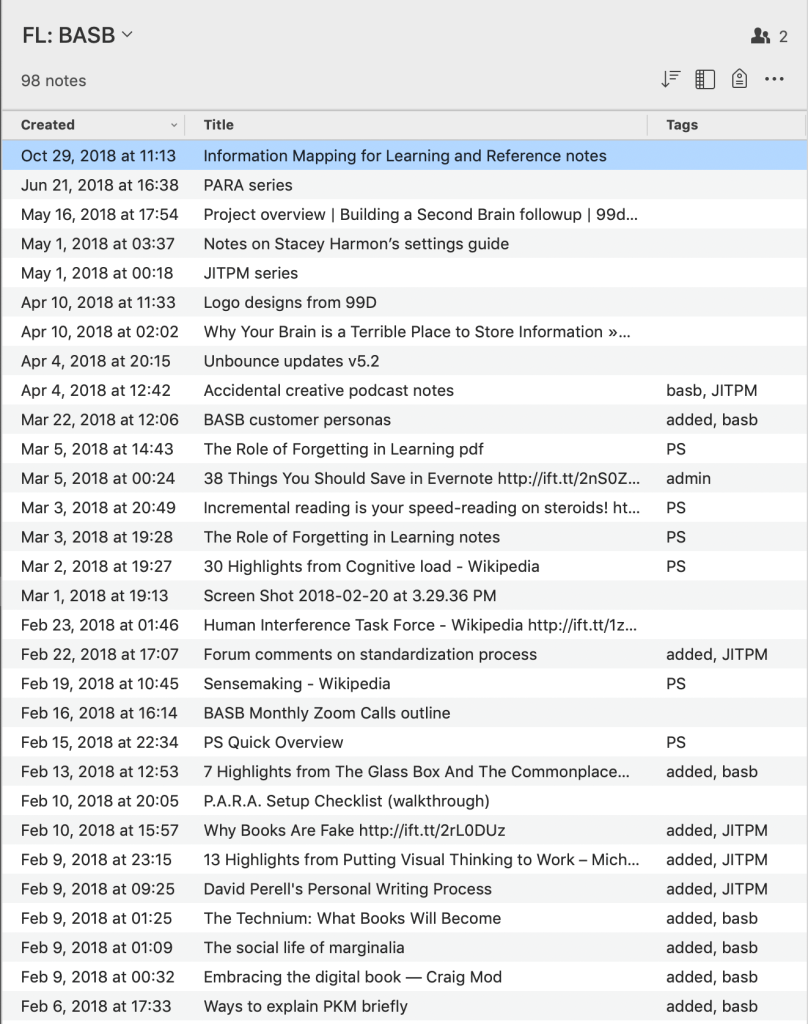 FL: BASB 2
98 notes
Created Title Tags
Oct 29, 2018 at 11:13 Information Mapping for Learning and Reference notes
Jun 21, 2018 at 16:38 PARA series
May 16, 2018 at 17:54 Project overview | Building a Second Brain followup | 99d...
May 1, 2018 at 03:37 Notes on Stacey Harmon's settings guide
May 1, 2018 at 00:18 JITPM series
Apr 10, 2018 at 11:33 Logo designs from 99D
Apr 10, 2018 at 02:02 Why Your Brain is a Terrible Place to Store Information »...
Apr 4, 2018 at 20:15 Unbounce updates v5.2
Apr 4, 2018 at 12:42 Accidental creative podcast notes basb, JITPM
Mar 22, 2018 at 12:06 BASB customer personas added, basb
Mar 5, 2018 at 14:43 The Role of Forgetting in Learning pdf PS
Mar 5, 2018 at 00:24 38 Things You Should Save in Evernote http://ift.tt/2nS0Z... admin
Mar 3, 2018 at 20:49 Incremental reading is your speed-reading on steroids! ht... PS
Mar 3, 2018 at 19:28 The Role of Forgetting in Learning notes PS
Mar 2, 2018 at 19:27 30 Highlights from Cognitive load - Wikipedia PS
Mar 1, 2018 at 19:13 Screen Shot 2018-02-20 at 3.29.36 PM
Feb 23, 2018 at 01:46 Human Interference Task Force - Wikipedia http://ift.tt/1z...
Feb 22, 2018 at 17:07 Forum comments on standardization process added, JITPM
Feb 19, 2018 at 10:45 Sensemaking - Wikipedia PS
Feb 16, 2018 at 16:14 BASB Monthly Zoom Calls outline
Feb 15, 2018 at 22:34 PS Quick Overview PS
Feb 13, 2018 at 12:53 7 Highlights from The Glass Box And The Commonplace... added, basb
Feb 10, 2018 at 20:05 P.A.R.A. Setup Checklist (walkthrough)
Feb 10, 2018 at 15:57 Why Books Are Fake http://ift.tt/2rL0DUz added, JITPM
Feb 9, 2018 at 23:15 13 Highlights from Putting Visual Thinking to Work – Mich... added, JITPM
Feb 9, 2018 at 09:25 David Perell's Personal Writing Process added, JITPM
Feb 9, 2018 at 01:25 The Technium: What Books Will Become added, basb
Feb 9, 2018 at 01:09 The social life of marginalia added, basb
Feb 9, 2018 at 00:32 Embracing the digital book — Craig Mod added, basb
Feb 6, 2018 at 17:33 Ways to explain PKM briefly added, basb